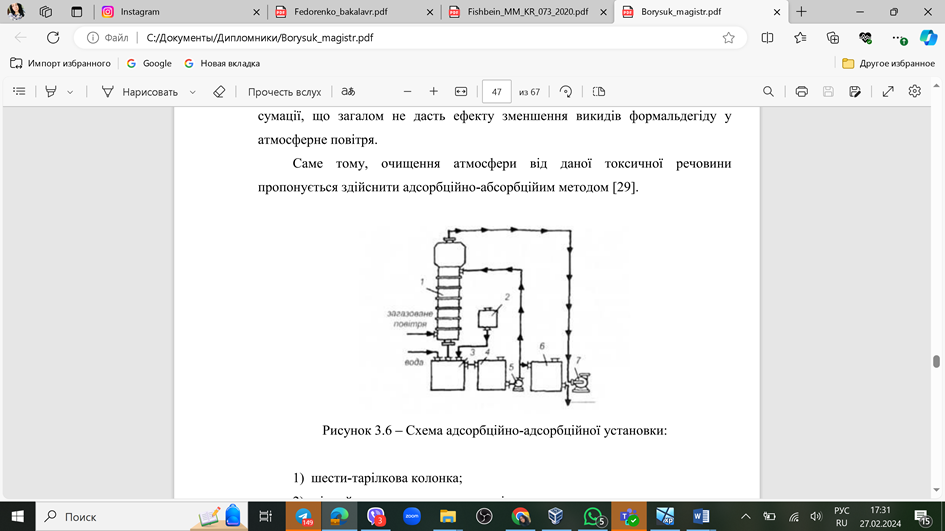 Instagram
Fedorenko_bakalavr.pdf
Fishbein_MM_KR_073_2020.pdf
Borysuk_magistr.pdf
Файл
C:/Документы/Дипломники/Borysuk_magistr.pdf
Импорт избранного
Google
Новая вкладка
Другое избранное
Нарисовать
Прочесть вслух
47
из 67
сумації, що загалом не дасть ефекту зменшення викидів формальдегіду у
атмосферне повітря.
Саме тому, очищення атмосфери від даної токсичної речовини
пропонується здійснити адсорбційно-абсорбційим методом [29].
1
2
загазоване
повітря
вода
3
4
5
6
7
Рисунок 3.6 – Схема адсорбційно-адсорбційної установки:
1) шести-тарілкова колонка;
Поиск
149
3
5
РУС
RU
17:31
27.02.2024
15